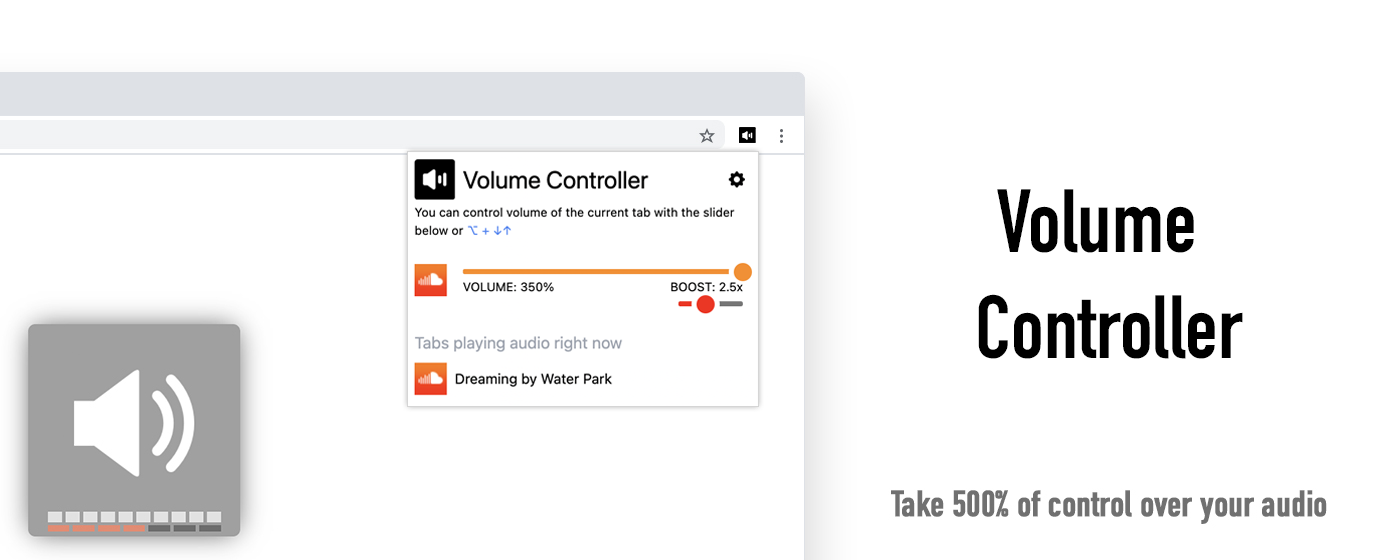 Volume Controller
You can control volume of the current tab with the slider
below or ⌥ + ↓↑
VOLUME: 350%
BOOST: 2.5x
Tabs playing audio right now
Dreaming by Water Park
Volume
Controller
Take 500% of control over your audio